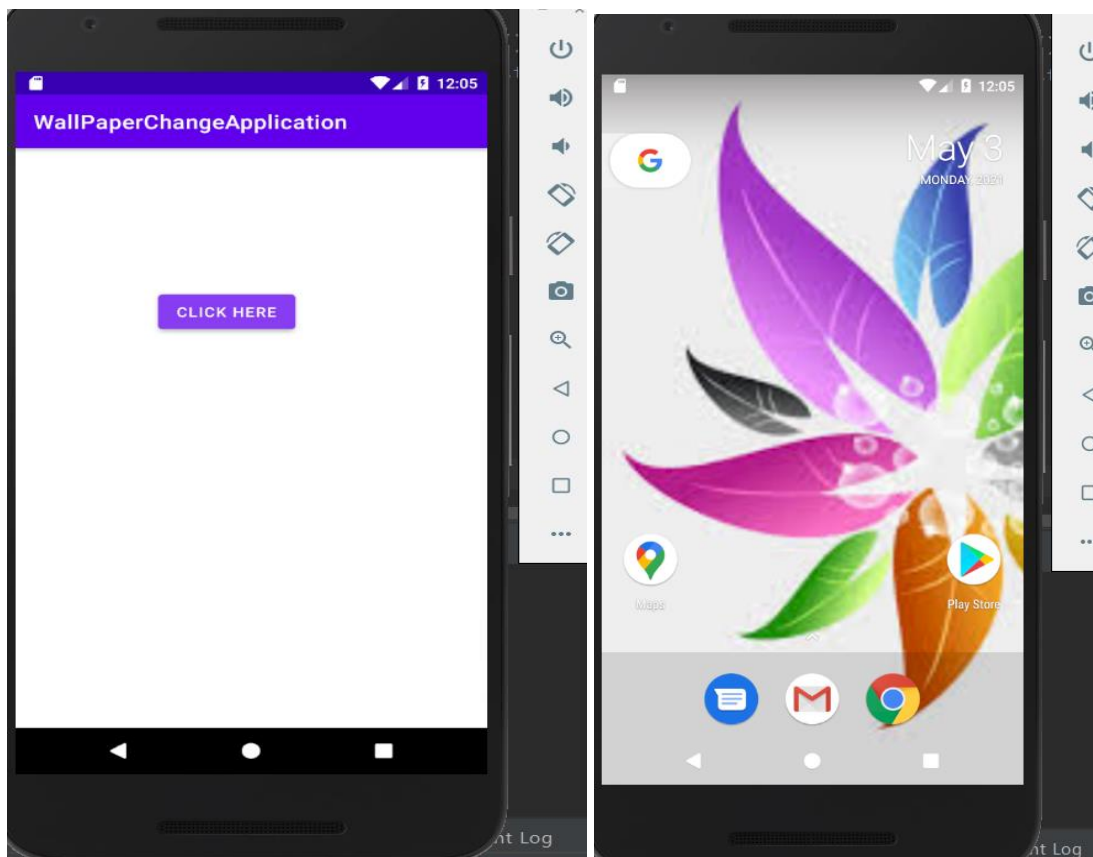 12:05
WallPaperChangeApplication
CLICK HERE
nt Log
12:05
G
May 3
MONDAY, 2021
Maps
Play Store
nt Log